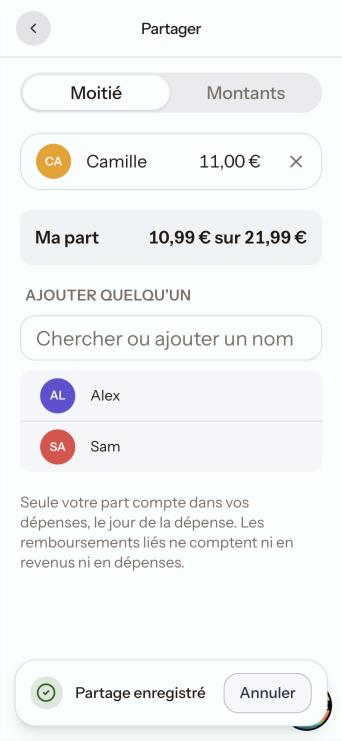 Partager
Moitié
Montants
CA
Camille
11,00 €
Ma part
10,99 € sur 21,99 €
AJOUTER QUELQU'UN
Chercher ou ajouter un nom
AL
Alex
SA
Sam
Seule votre part compte dans vos
dépenses, le jour de la dépense. Les
remboursements liés ne comptent ni en
revenus ni en dépenses.
Partage enregistré
Annuler